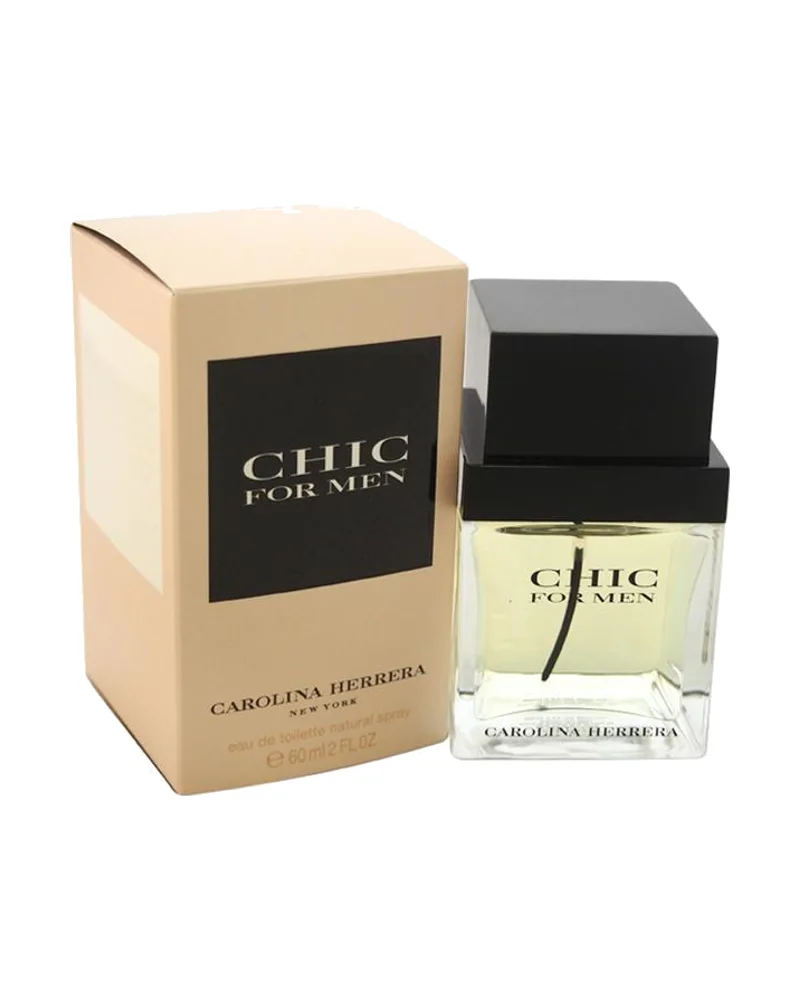 CHIC
FOR MEN
CAROLINA HERRERA
NEW YORK
eau de toilette natural spray
℮ 60 ml 2 FL OZ
CHIC
FOR MEN
CAROLINA HERRERA